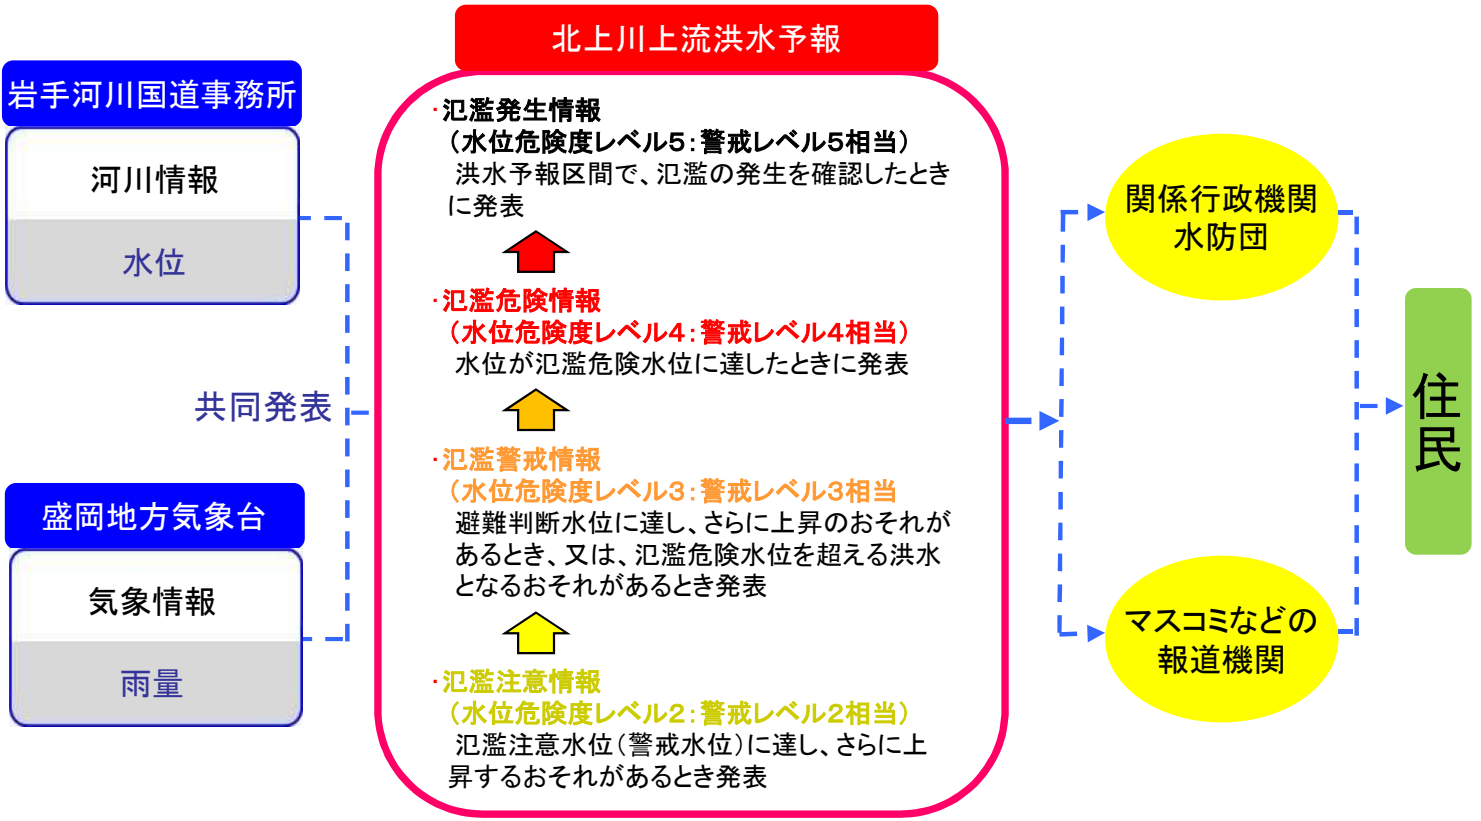 北上川上流洪水予報
岩手河川国道事務所
河川情報
水位
共同発表
盛岡地方気象台
気象情報
雨量
・氾濫発生情報
（水位危険度レベル５：警戒レベル５相当）
洪水予報区間で、氾濫の発生を確認したとき
に発表
・氾濫危険情報
（水位危険度レベル４：警戒レベル４相当）
水位が氾濫危険水位に達したときに発表
・氾濫警戒情報
（水位危険度レベル３：警戒レベル３相当
避難判断水位に達し、さらに上昇のおそれが
あるとき、又は、氾濫危険水位を超える洪水
となるおそれがあるとき発表
・氾濫注意情報
（水位危険度レベル２：警戒レベル２相当）
氾濫注意水位（警戒水位）に達し、さらに上
昇するおそれがあるとき発表
関係行政機関
水防団
マスコミなどの
報道機関
住民